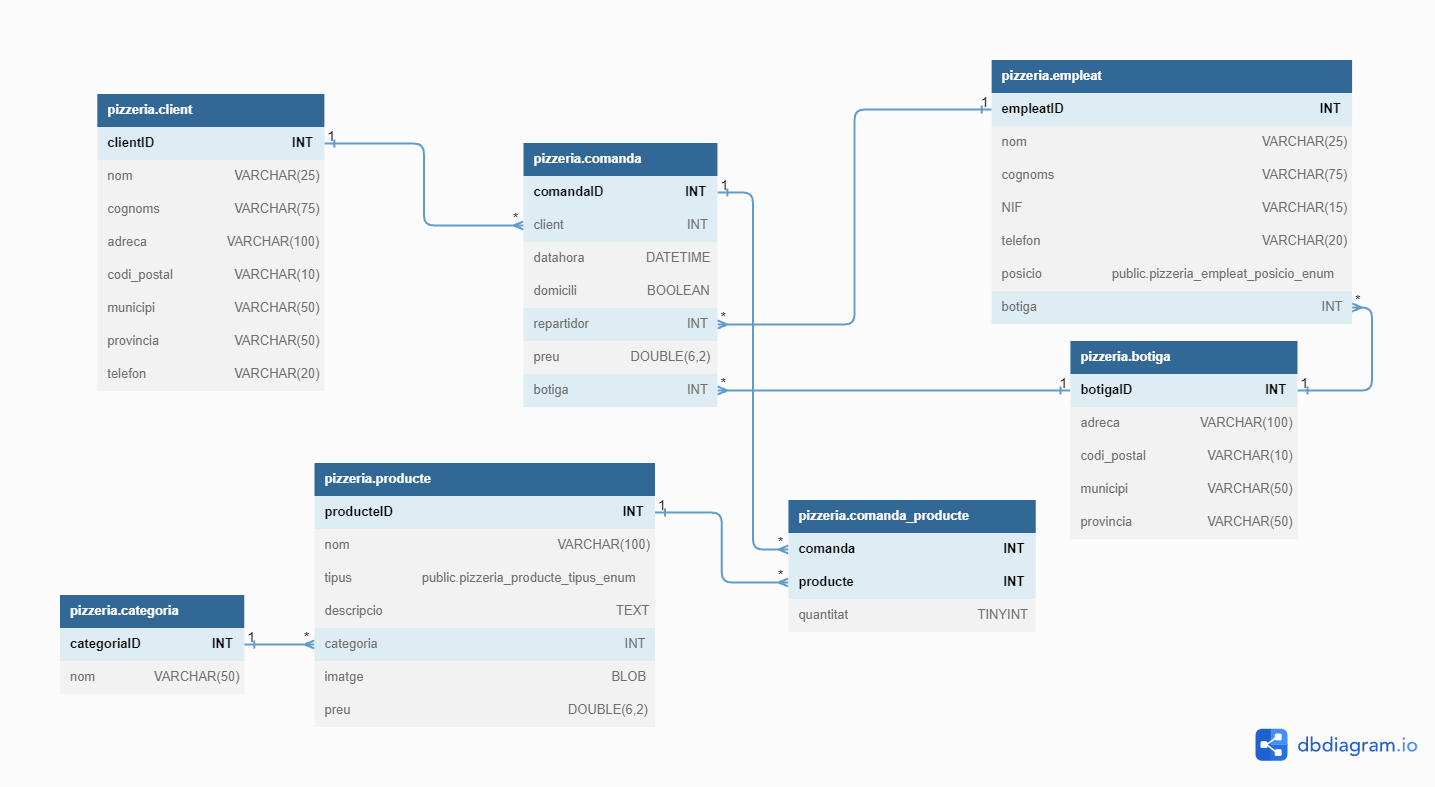 pizzeria.client
clientID INT
nom VARCHAR(25)
cognoms VARCHAR(75)
adreca VARCHAR(100)
codi_postal VARCHAR(10)
municipi VARCHAR(50)
provincia VARCHAR(50)
telefon VARCHAR(20)
1
*
pizzeria.comanda
comandaID INT
client INT
datahora DATETIME
domicili BOOLEAN
repartidor INT
preu DOUBLE(6,2)
botiga INT
1
*
*
1
pizzeria.empleat
empleatID INT
nom VARCHAR(25)
cognoms VARCHAR(75)
NIF VARCHAR(15)
telefon VARCHAR(20)
posicio public.pizzeria_empleat_posicio_enum
botiga INT
*
1
pizzeria.botiga
botigaID INT
adreca VARCHAR(100)
codi_postal VARCHAR(10)
municipi VARCHAR(50)
provincia VARCHAR(50)
1
pizzeria.producte
producteID INT
nom VARCHAR(100)
tipus public.pizzeria_producte_tipus_enum
descripcio TEXT
categoria INT
imatge BLOB
preu DOUBLE(6,2)
1
*
*
pizzeria.comanda_producte
comanda INT
producte INT
quantitat TINYINT
pizzeria.categoria
categoriaID INT
nom VARCHAR(50)
1
*
dbdiagram.io